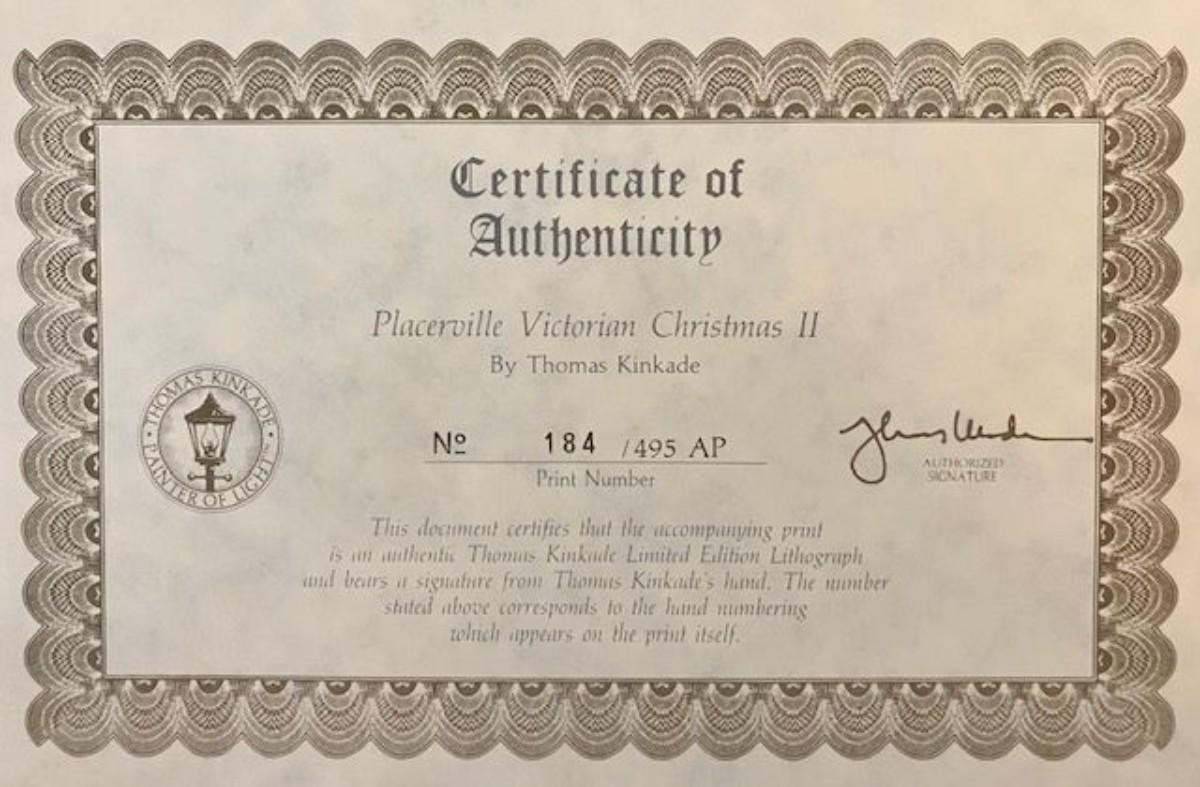 Certificate of
Authenticity
Placerville Victorian Christmas II
By Thomas Kinkade
THOMAS KINKADE
PAINTER OF LIGHT
Nº 184 /495 AP
Print Number
AUTHORIZED
SIGNATURE
This document certifies that the accompanying print
is an authentic Thomas Kinkade Limited Edition Lithograph
and bears a signature from Thomas Kinkade's hand. The number
stated above corresponds to the hand numbering
which appears on the print itself.